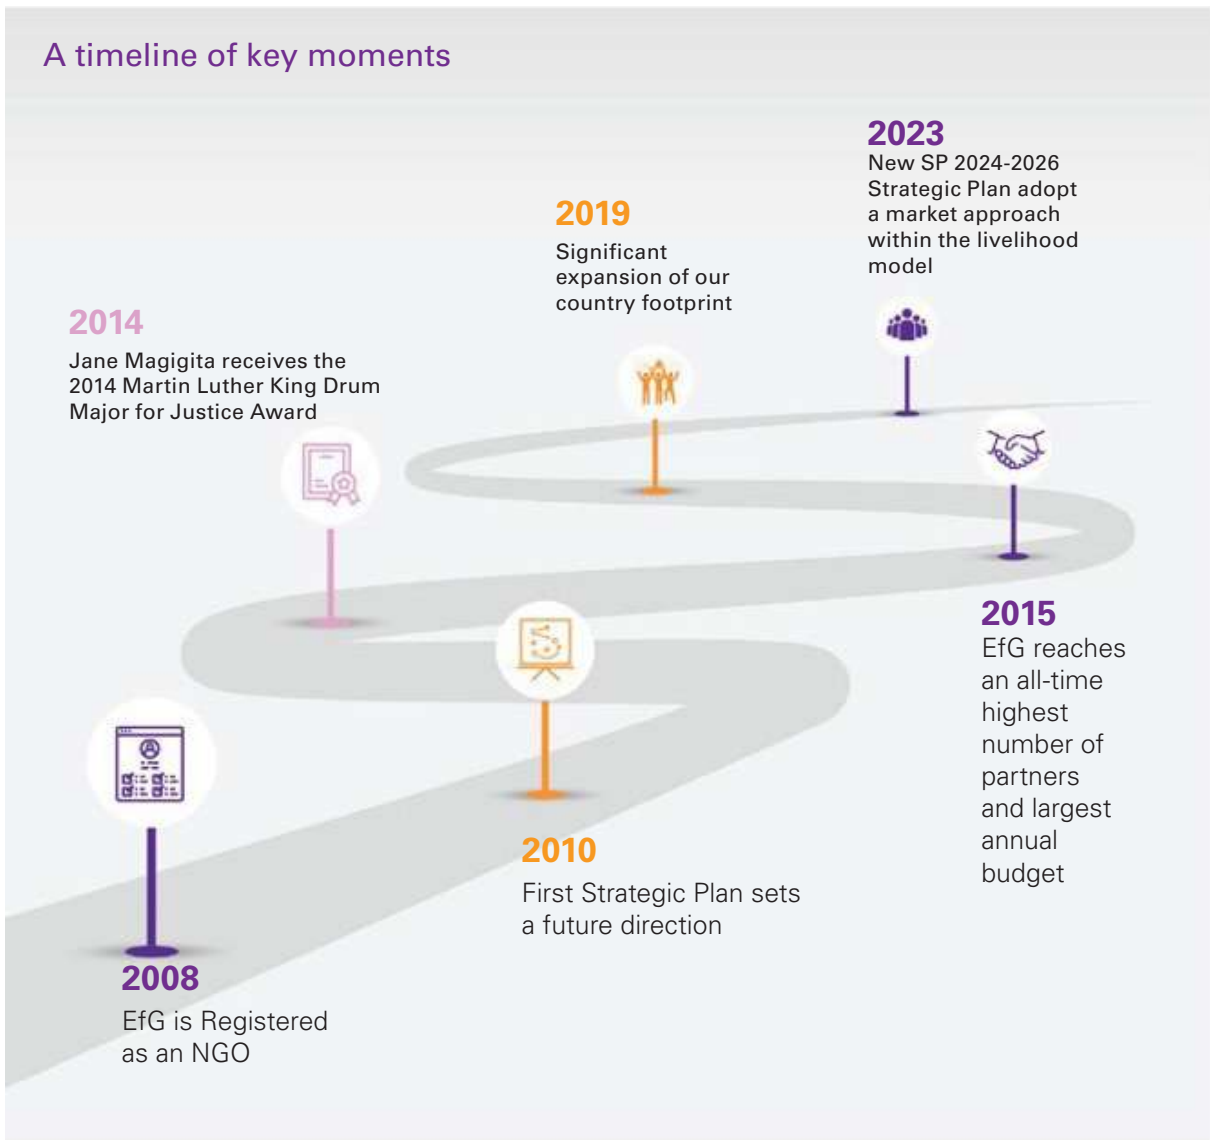 A timeline of key moments
2023
New SP 2024-2026
Strategic Plan adopt
a market approach
within the livelihood
model
2019
Significant
expansion of our
country footprint
2014
Jane Magigita receives the
2014 Martin Luther King Drum
Major for Justice Award
2015
EfG reaches
an all-time
highest
number of
partners
and largest
annual
budget
2010
First Strategic Plan sets
a future direction
2008
EfG is Registered
as an NGO